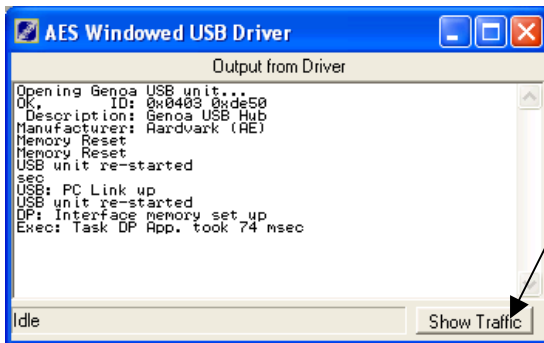 AES Windowed USB Driver
Output from Driver
Opening Genoa USB unit...
OK, ID: 0x0403 0xde50
Description: Genoa USB Hub
Manufacturer: Aardvark (AE)
Memory Reset
Memory Reset
USB unit re-started
sec
USB: PC Link up
USB unit re-started
DP: Interface memory set up
Exec: Task DP App. took 74 msec
Idle
Show Traffic